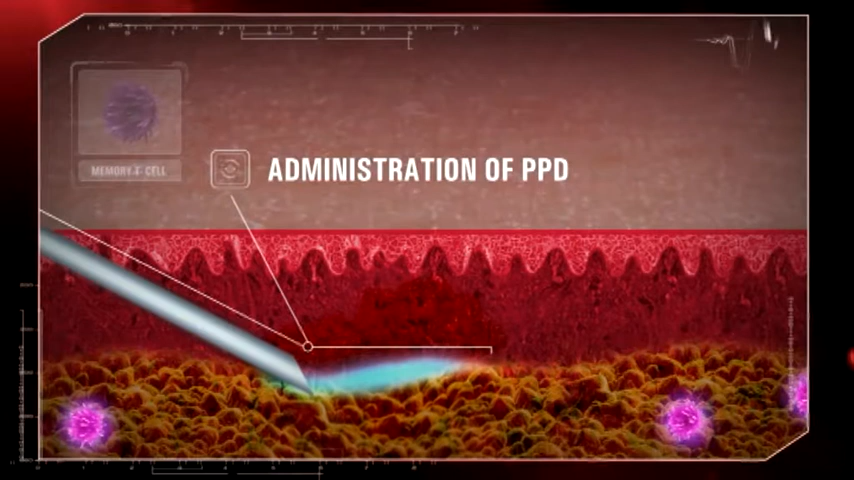 MEMORY T-CELL
ADMINISTRATION OF PPD